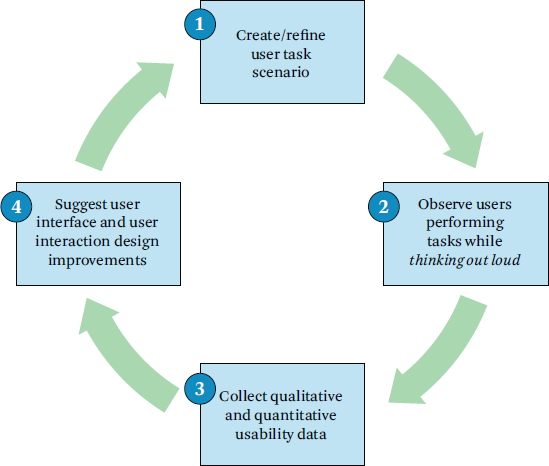 1
Create/refine
user task
scenario
2
Observe users
performing
tasks while
thinking out loud
3
Collect qualitative
and quantitative
usability data
4
Suggest user
interface and user
interaction design
improvements